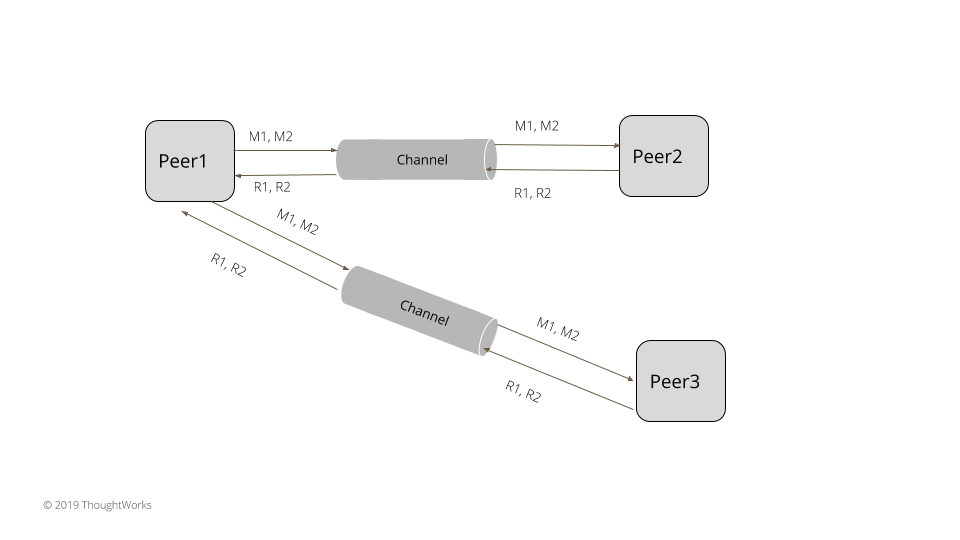 M1, M2
M1, M2
Peer1
Channel
Peer2
R1, R2
R1, R2
M1, M2
R1, R2
Channel
M1, M2
Peer3
R1, R2
© 2019 ThoughtWorks